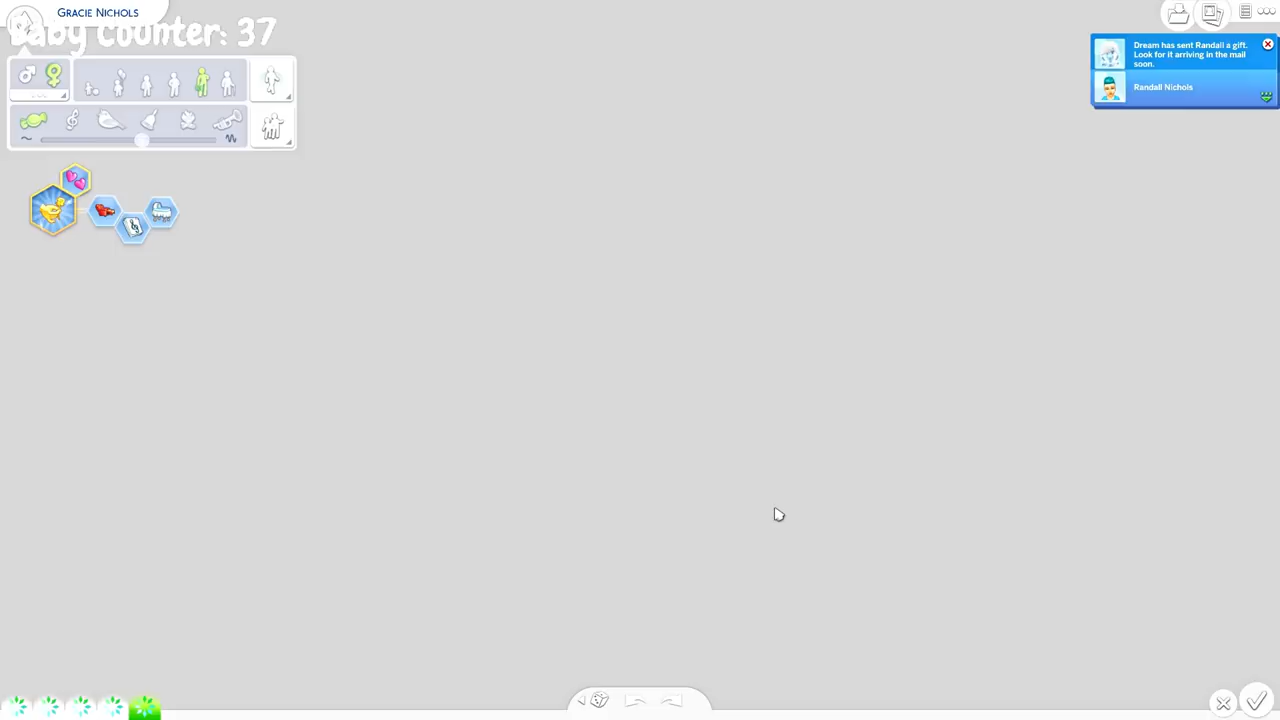 GRACIE NICHOLS
Baby Counter: 37
Dream has sent Randall a gift.
Look for it arriving in the mail
soon.
Randall Nichols